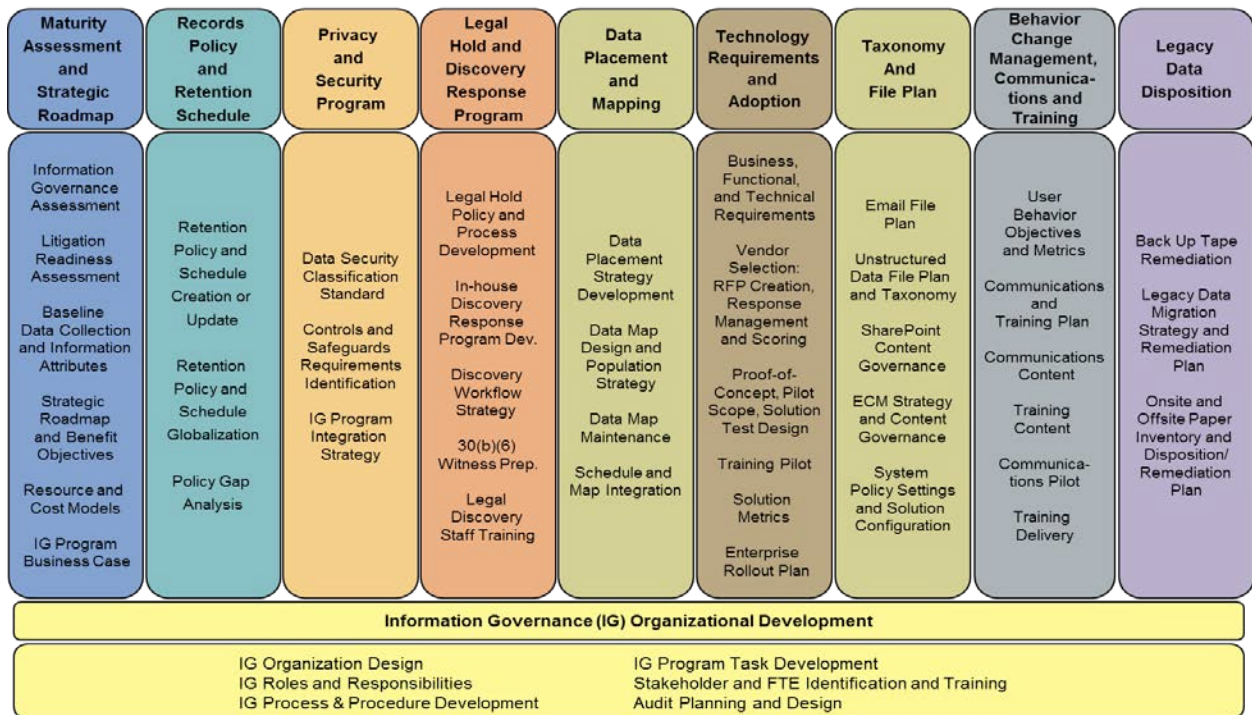 Maturity
Assessment
and
Strategic
Roadmap
Records
Policy
and
Retention
Schedule
Privacy
and
Security
Program
Legal
Hold and
Discovery
Response
Program
Data
Placement
and
Mapping
Technology
Requirements
and
Adoption
Taxonomy
And
File Plan
Behavior
Change
Management,
Communica-
tions and
Training
Legacy
Data
Disposition
Information
Governance
Assessment
Litigation
Readiness
Assessment
Baseline
Data Collection
and Information
Attributes
Strategic
Roadmap
and Benefit
Objectives
Resource and
Cost Models
IG Program
Business Case
Retention
Policy and
Schedule
Creation or
Update
Retention
Policy and
Schedule
Globalization
Policy Gap
Analysis
Data Security
Classification
Standard
Controls and
Safeguards
Requirements
Identification
IG Program
Integration
Strategy
Legal Hold
Policy and
Process
Development
In-house
Discovery
Response
Program Dev.
Discovery
Workflow
Strategy
30(b)(6)
Witness Prep.
Legal
Discovery
Staff Training
Data
Placement
Strategy
Development
Data Map
Design and
Population
Strategy
Data Map
Maintenance
Schedule and
Map Integration
Business,
Functional,
and Technical
Requirements
Vendor
Selection:
RFP Creation,
Response
Management
and Scoring
Proof-of-
Concept, Pilot
Scope, Solution
Test Design
Training Pilot
Solution
Metrics
Enterprise
Rollout Plan
Email File
Plan
Unstructured
Data File Plan
and Taxonomy
SharePoint
Content
Governance
ECM Strategy
and Content
Governance
System
Policy Settings
and Solution
Configuration
User
Behavior
Objectives
and Metrics
Communications
and
Training Plan
Communications
Content
Training
Content
Communica-
tions Pilot
Training
Delivery
Back Up Tape
Remediation
Legacy Data
Migration
Strategy and
Remediation
Plan
Onsite and
Offsite Paper
Inventory and
Disposition/
Remediation
Plan
Information Governance (IG) Organizational Development
IG Organization Design
IG Roles and Responsibilities
IG Process & Procedure Development
IG Program Task Development
Stakeholder and FTE Identification and Training
Audit Planning and Design